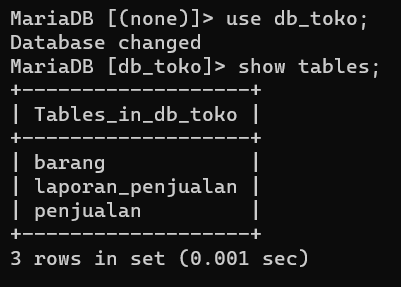 MariaDB [(none)]> use db_toko;
Database changed
MariaDB [db_toko]> show tables;
+-------------------+
| Tables_in_db_toko |
+-------------------+
| barang            |
| laporan_penjualan |
| penjualan         |
+-------------------+
3 rows in set (0.001 sec)